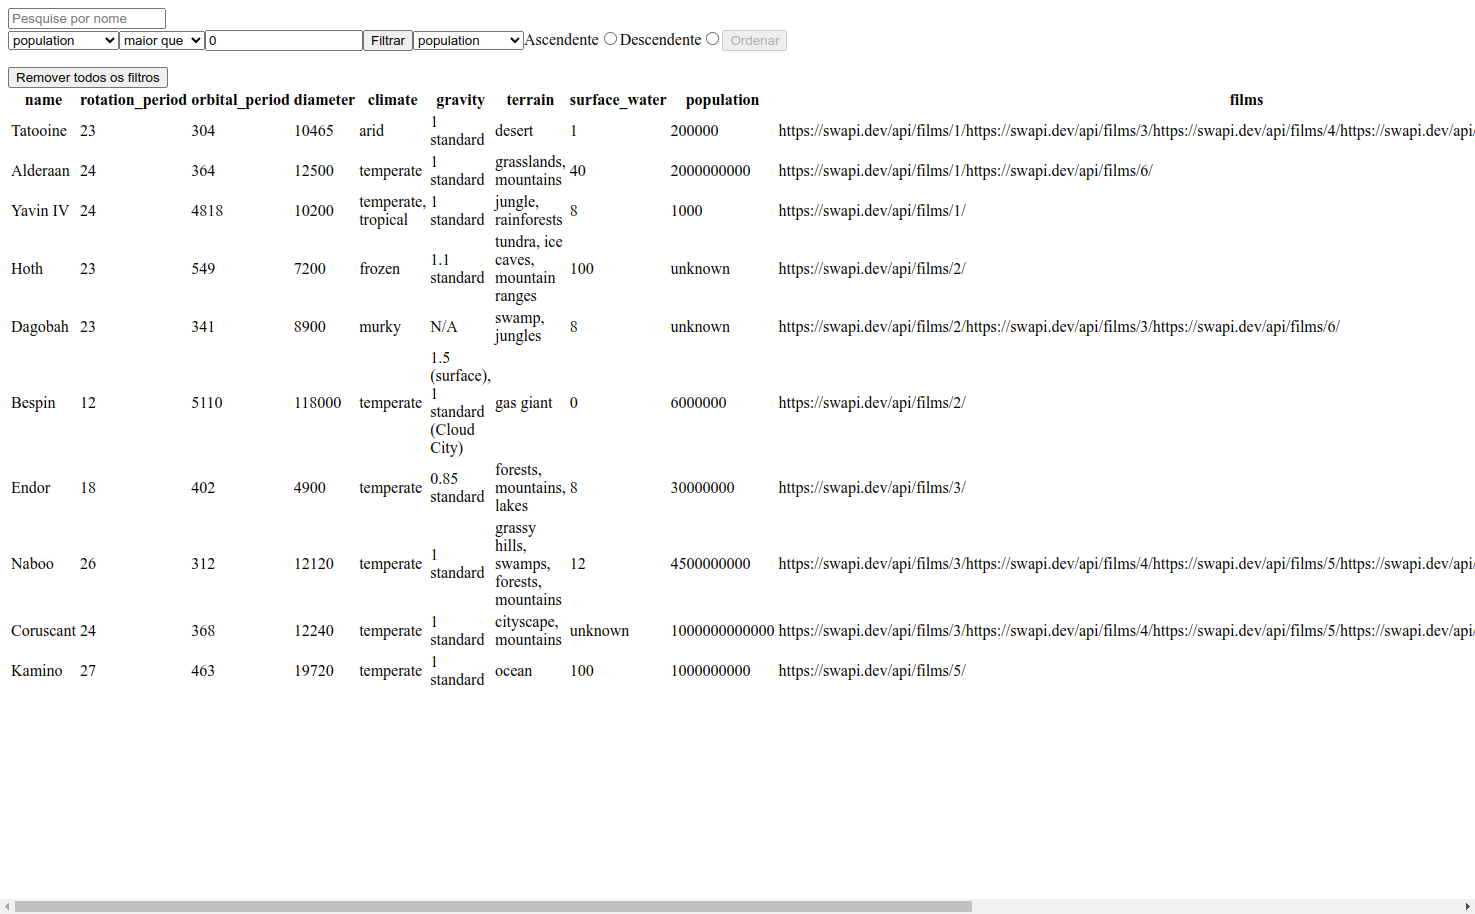 Pesquise por nome
population maior que 0 Filtrar population Ascendente Descendente Ordenar
Remover todos os filtros
name rotation_period orbital_period diameter climate gravity terrain surface_water population films
Tatooine 23 304 10465 arid 1 standard desert 1 200000 https://swapi.dev/api/films/1/https://swapi.dev/api/films/3/https://swapi.dev/api/films/4/https://swapi.dev/api/
Alderaan 24 364 12500 temperate 1 standard grasslands, mountains 40 2000000000 https://swapi.dev/api/films/1/https://swapi.dev/api/films/6/
Yavin IV 24 4818 10200 temperate, tropical 1 standard jungle, rainforests 8 1000 https://swapi.dev/api/films/1/
Hoth 23 549 7200 frozen 1.1 standard tundra, ice caves, mountain ranges 100 unknown https://swapi.dev/api/films/2/
Dagobah 23 341 8900 murky N/A swamp, jungles 8 unknown https://swapi.dev/api/films/2/https://swapi.dev/api/films/3/https://swapi.dev/api/films/6/
Bespin 12 5110 118000 temperate 1.5 (surface), 1 standard (Cloud City) gas giant 0 6000000 https://swapi.dev/api/films/2/
Endor 18 402 4900 temperate 0.85 standard forests, mountains, lakes 8 30000000 https://swapi.dev/api/films/3/
Naboo 26 312 12120 temperate 1 standard grassy hills, swamps, forests, mountains 12 4500000000 https://swapi.dev/api/films/3/https://swapi.dev/api/films/4/https://swapi.dev/api/films/5/https://swapi.dev/api/
Coruscant 24 368 12240 temperate 1 standard cityscape, mountains unknown 1000000000000 https://swapi.dev/api/films/3/https://swapi.dev/api/films/4/https://swapi.dev/api/films/5/https://swapi.dev/api/
Kamino 27 463 19720 temperate 1 standard ocean 100 1000000000 https://swapi.dev/api/films/5/